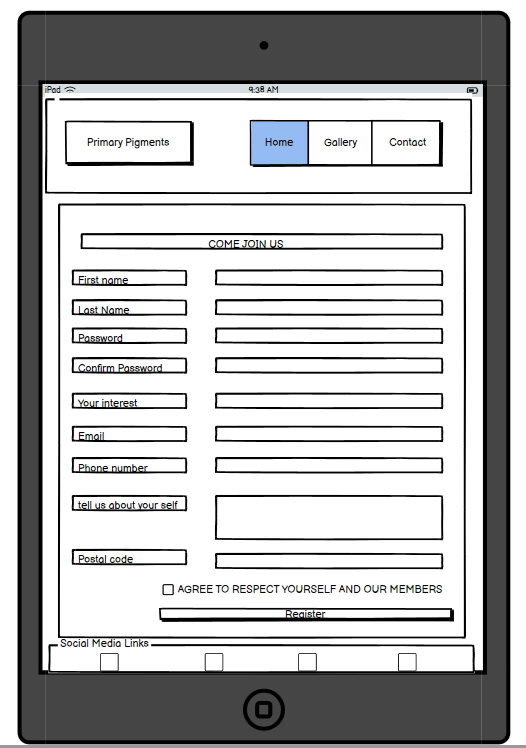 iPad 9:38 AM
Primary Pigments Home Gallery Contact
COME JOIN US
First name
Last Name
Password
Confirm Password
Your interest
Email
Phone number
tell us about your self
Postal code
AGREE TO RESPECT YOURSELF AND OUR MEMBERS
Register
Social Media Links